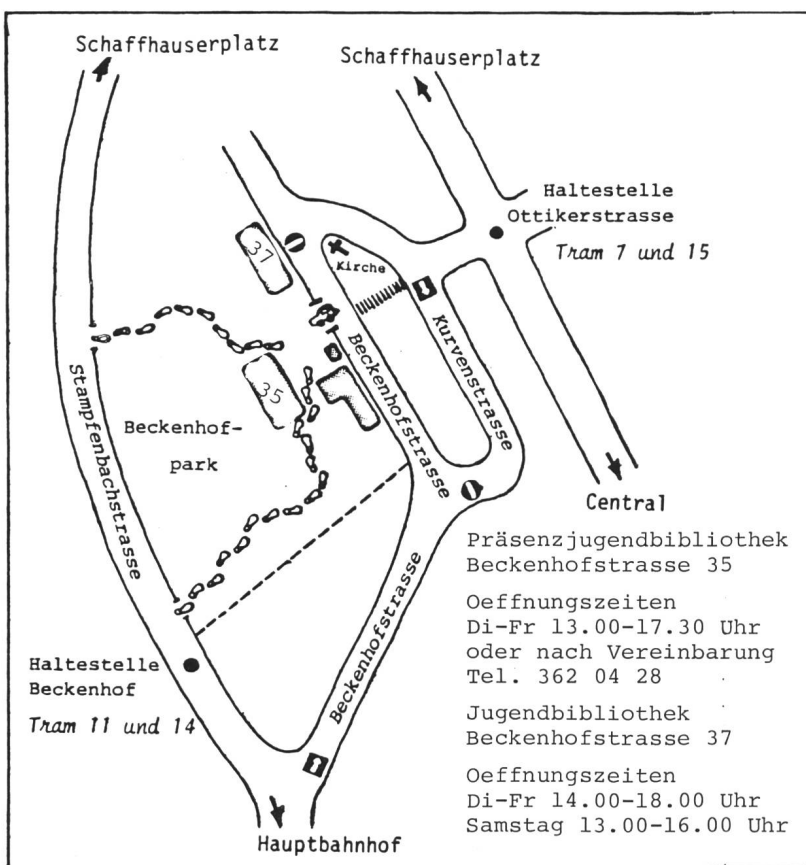 Schaffhauserplatz
Schaffhauserplatz
Haltestelle
Ottikerstrasse
Tram 7 und 15
37
Kirche
Kurvenstrasse
Beckenhofstrasse
35
Stampfenbachstrasse
Beckenhof-
park
Central
Beckenhofstrasse
Haltestelle
Beckenhof
Tram 11 und 14
Hauptbahnhof
Präsenzjugendbibliothek
Beckenhofstrasse 35
Oeffnungszeiten
Di-Fr 13.00-17.30 Uhr
oder nach Vereinbarung
Tel. 362 04 28
Jugendbibliothek
Beckenhofstrasse 37
Oeffnungszeiten
Di-Fr 14.00-18.00 Uhr
Samstag 13.00-16.00 Uhr